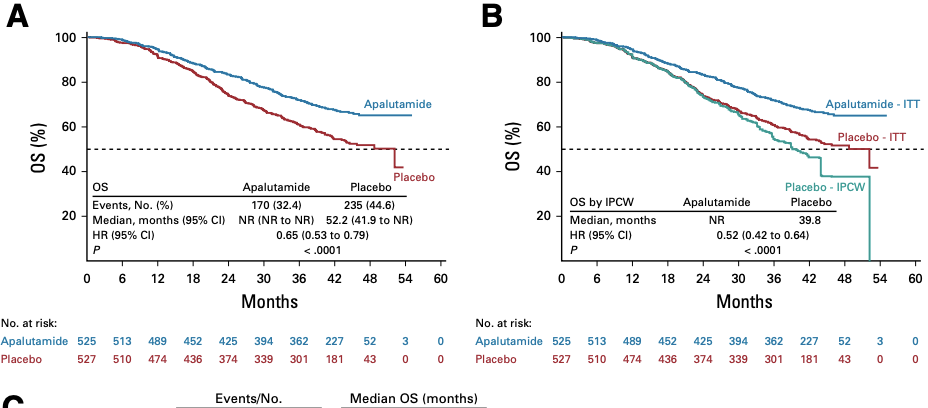 A
100
80
60
40
20
OS (%)
Apalutamide
Placebo
OS Apalutamide Placebo
Events, No. (%) 170 (32.4) 235 (44.6)
Median, months (95% CI) NR (NR to NR) 52.2 (41.9 to NR)
HR (95% CI) 0.65 (0.53 to 0.79)
P < .0001
0 6 12 18 24 30 36 42 48 54 60
Months
No. at risk:
Apalutamide 525 513 489 452 425 394 362 227 52 3 0
Placebo 527 510 474 436 374 339 301 181 43 0 0
B
100
80
60
40
20
OS (%)
Apalutamide - ITT
Placebo - ITT
Placebo - IPCW
OS by IPCW Apalutamide Placebo
Median, months NR 39.8
HR (95% CI) 0.52 (0.42 to 0.64)
P < .0001
0 6 12 18 24 30 36 42 48 54 60
Months
No. at risk:
Apalutamide 525 513 489 452 425 394 362 227 52 3 0
Placebo 527 510 474 436 374 339 301 181 43 0 0
C
Events/No. Median OS (months)